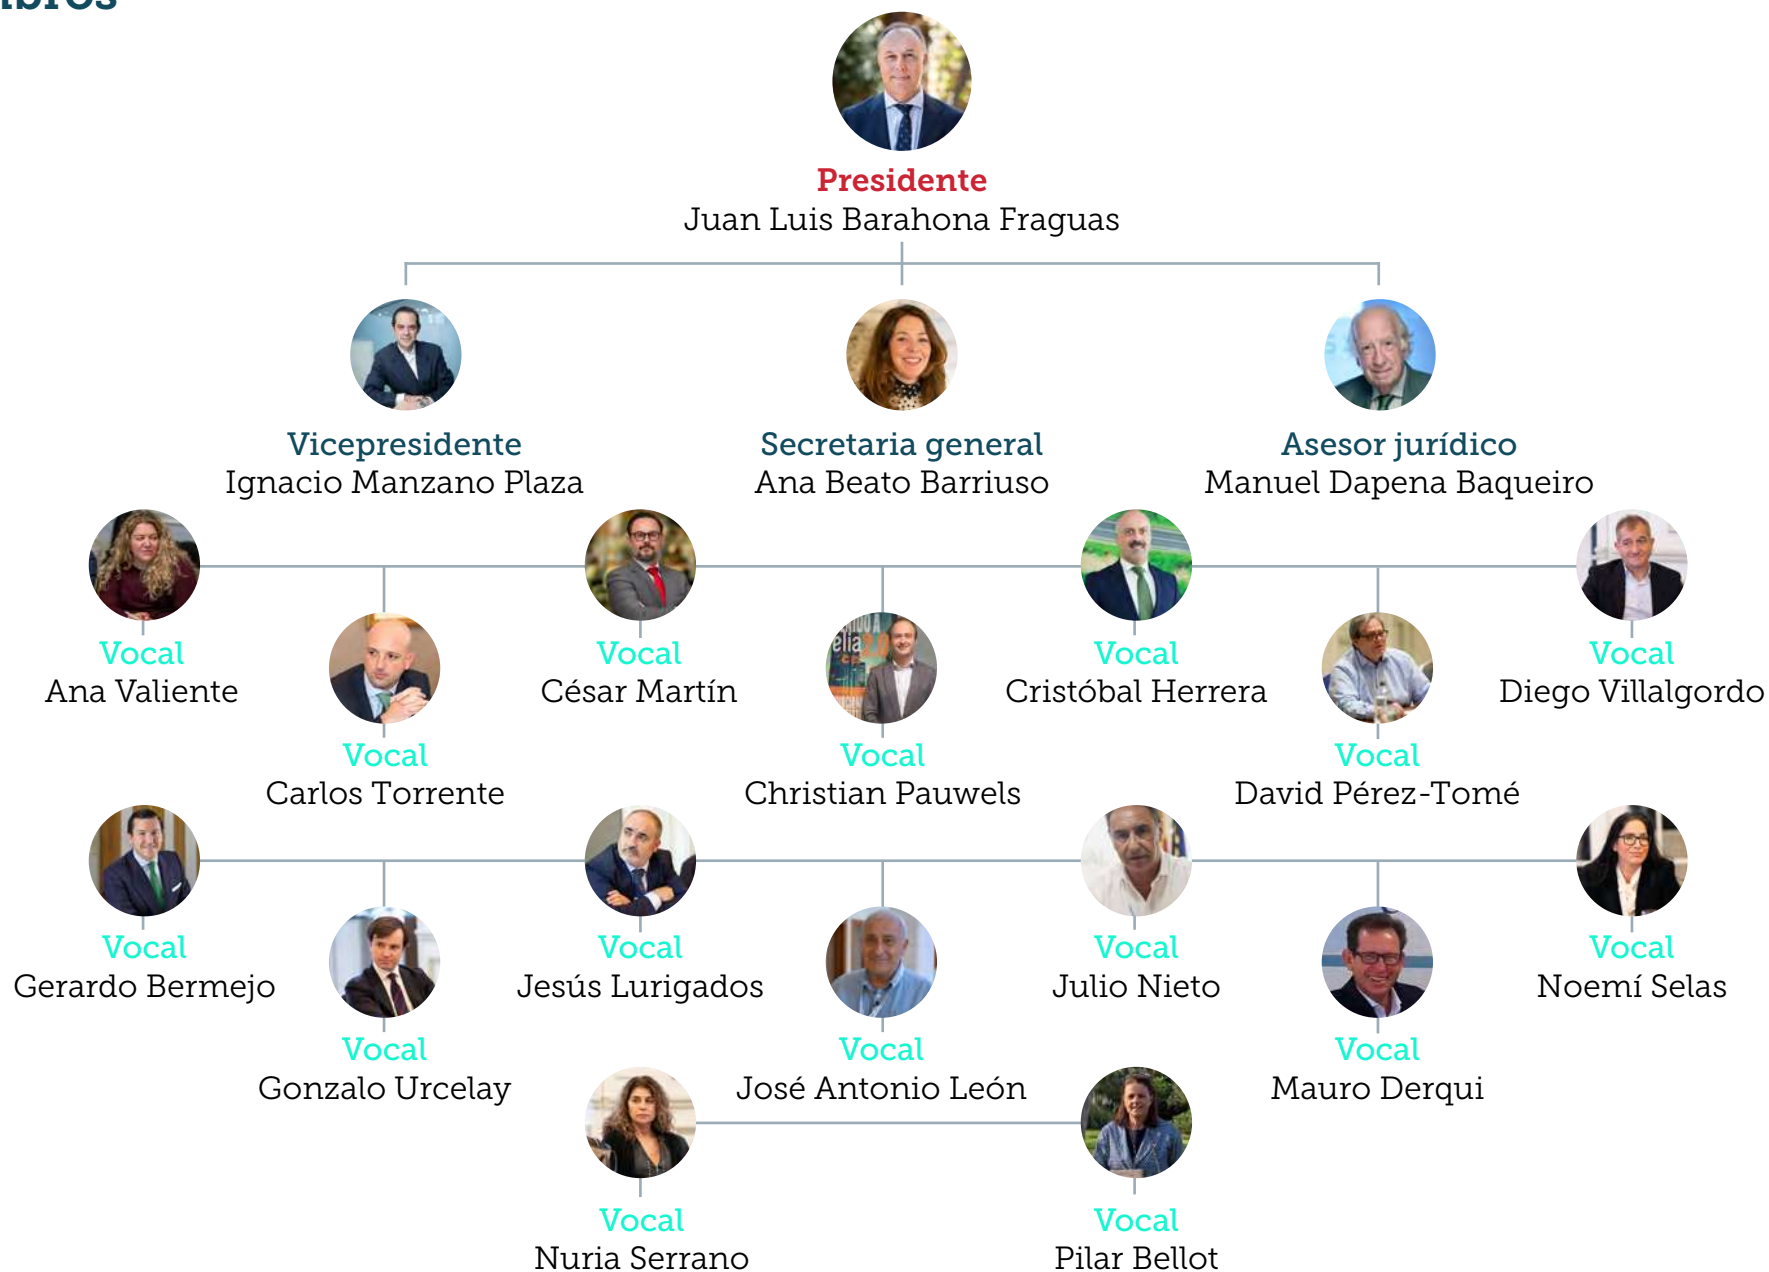 Presidente
Juan Luis Barahona Fraguas
Vicepresidente
Ignacio Manzano Plaza
Secretaria general
Ana Beato Barriuso
Asesor jurídico
Manuel Dapena Baqueiro
Vocal
Ana Valiente
Vocal
César Martín
Vocal
Cristóbal Herrera
Vocal
Diego Villalgordo
Vocal
Carlos Torrente
Vocal
Christian Pauwels
Vocal
David Pérez-Tomé
Vocal
Gerardo Bermejo
Vocal
Jesús Lurigados
Vocal
Julio Nieto
Vocal
Noemí Selas
Vocal
Gonzalo Urcelay
Vocal
José Antonio León
Vocal
Mauro Derqui
Vocal
Nuria Serrano
Vocal
Pilar Bellot